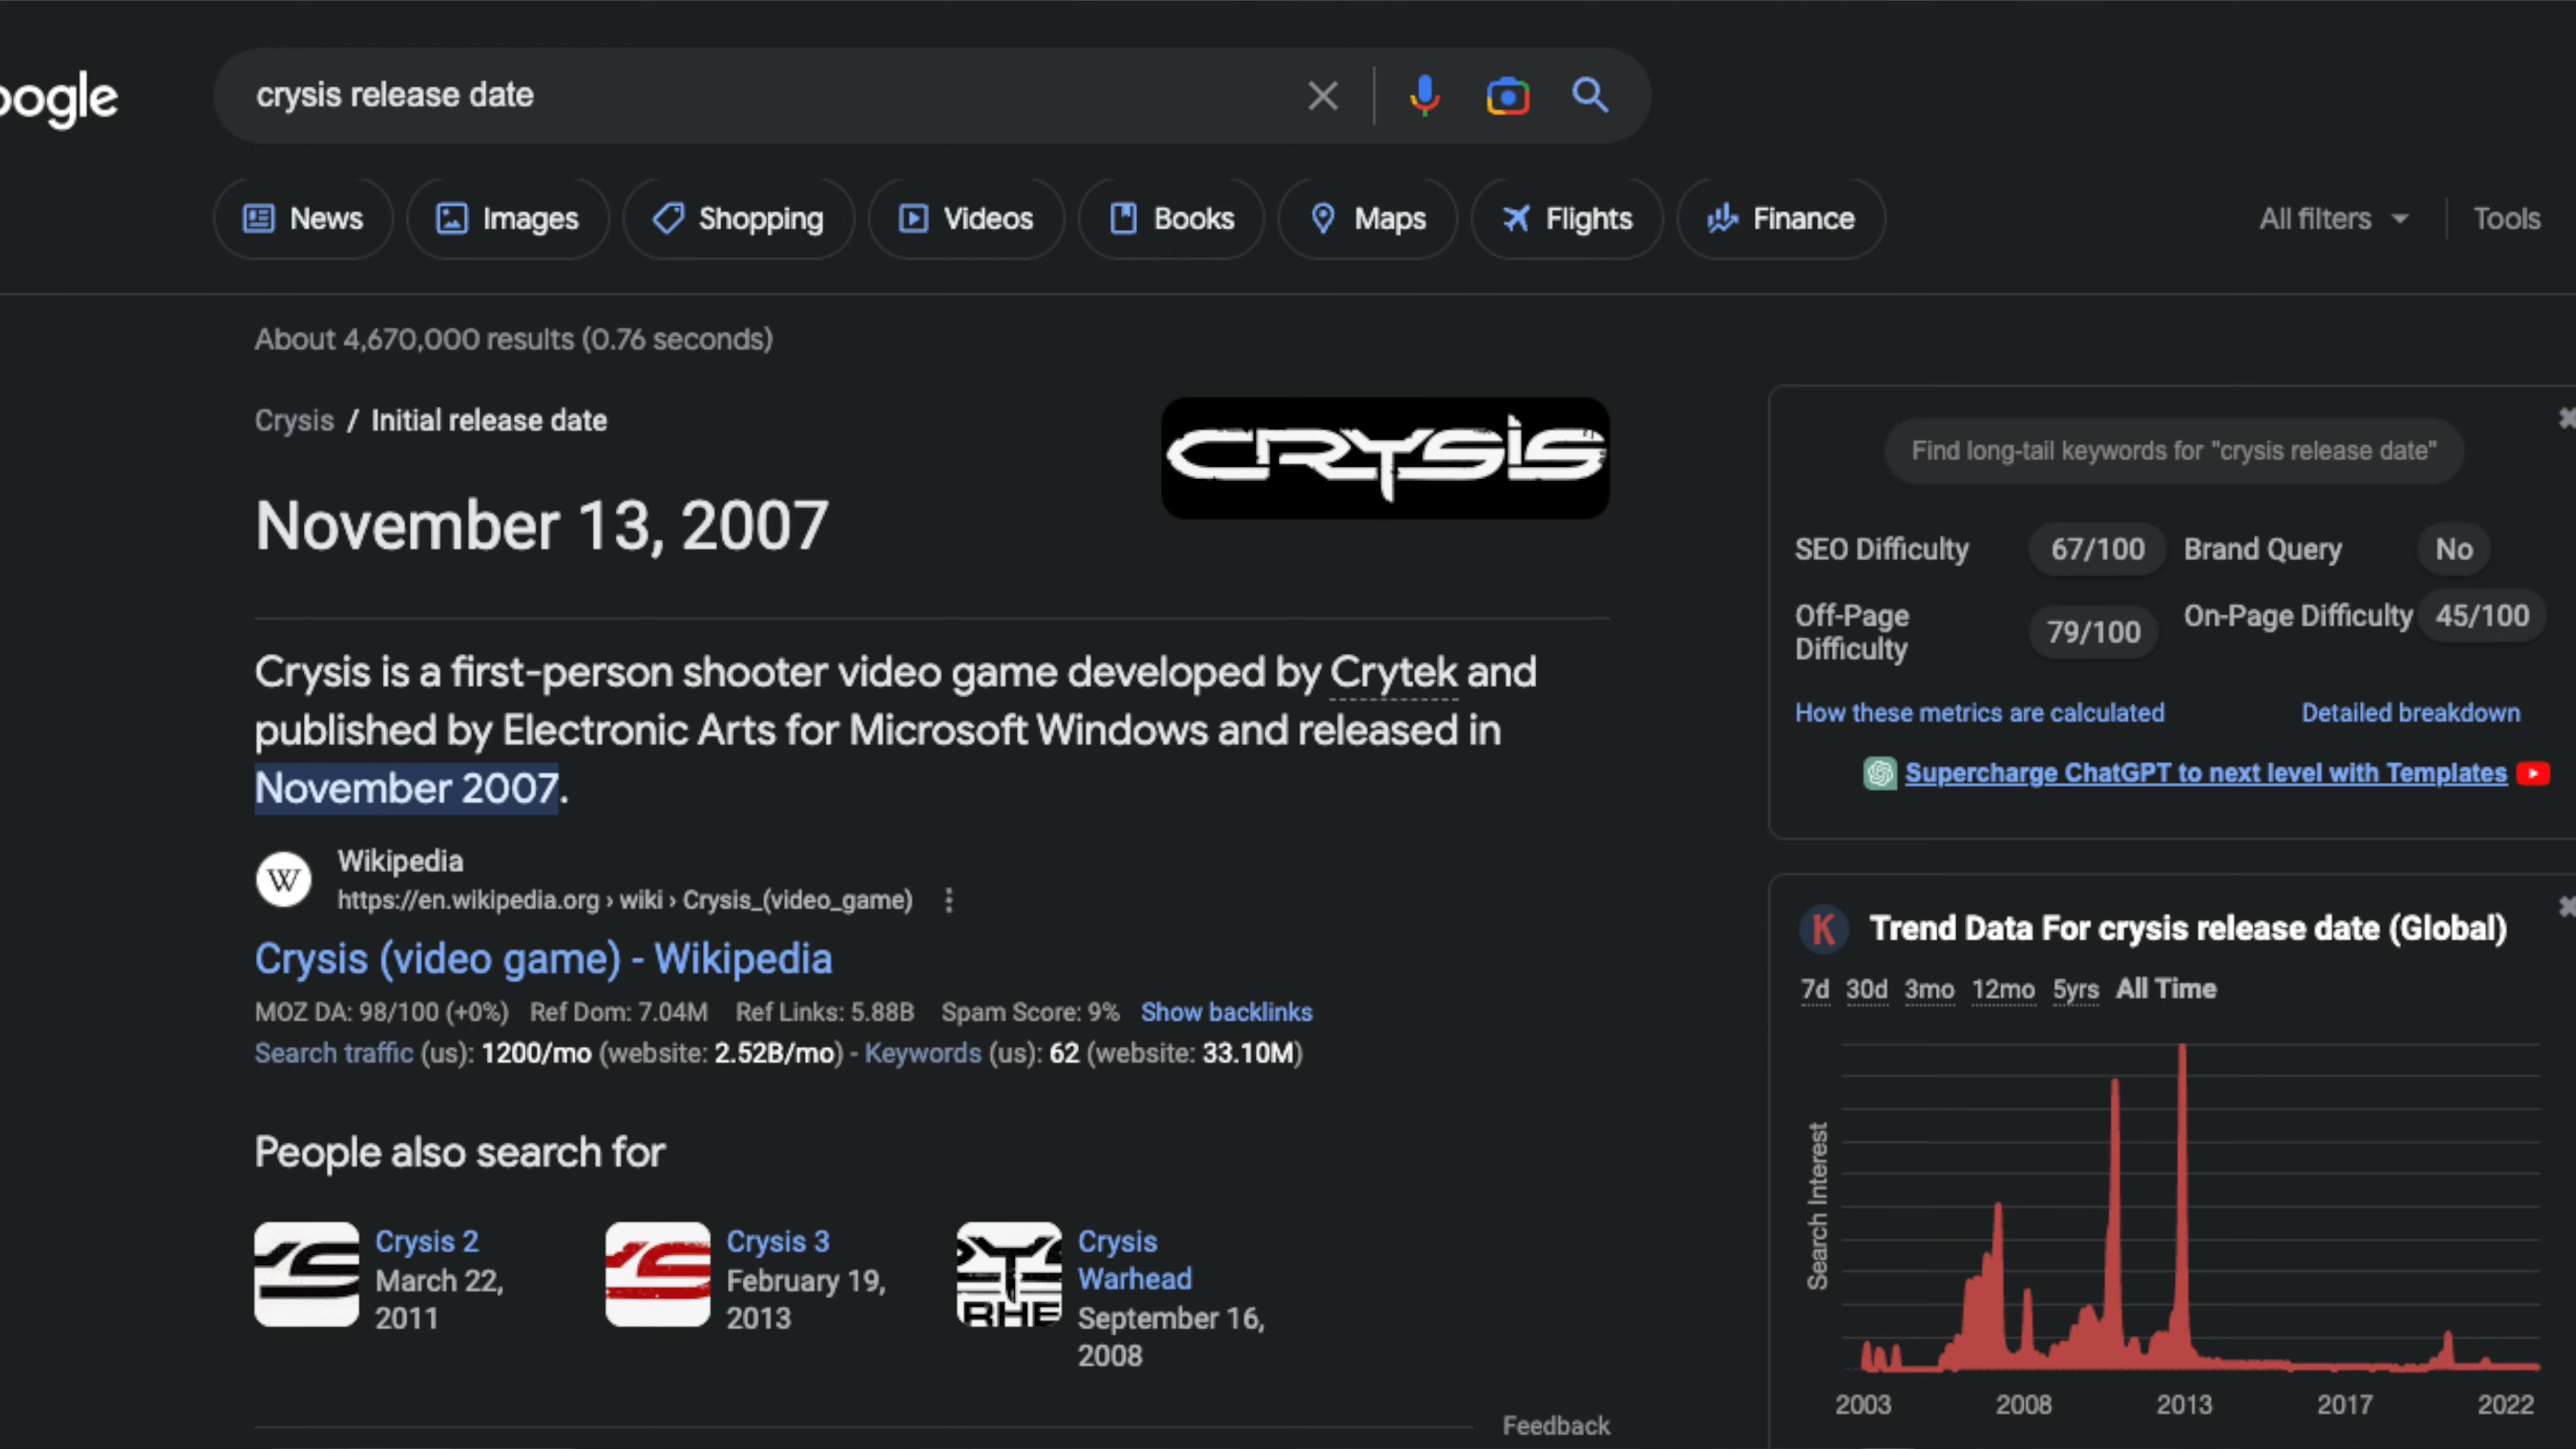 oogle
crysis release date
News Images Shopping Videos Books Maps Flights Finance
All filters Tools
About 4,670,000 results (0.76 seconds)
Crysis / Initial release date
November 13, 2007
CRYSIS
Crysis is a first-person shooter video game developed by Crytek and
published by Electronic Arts for Microsoft Windows and released in
November 2007.
W
Wikipedia
https://en.wikipedia.org › wiki › Crysis_(video_game)
Crysis (video game) - Wikipedia
MOZ DA: 98/100 (+0%) Ref Dom: 7.04M Ref Links: 5.88B Spam Score: 9% Show backlinks
Search traffic (us): 1200/mo (website: 2.52B/mo) - Keywords (us): 62 (website: 33.10M)
People also search for
Crysis 2
March 22,
2011
Crysis 3
February 19,
2013
RHE
Crysis
Warhead
September 16,
2008
Feedback
Find long-tail keywords for "crysis release date"
SEO Difficulty 67/100 Brand Query No
Off-Page
Difficulty 79/100 On-Page Difficulty 45/100
How these metrics are calculated Detailed breakdown
Supercharge ChatGPT to next level with Templates
K Trend Data For crysis release date (Global)
7d 30d 3mo 12mo 5yrs All Time
Search Interest
2003 2008 2013 2017 2022